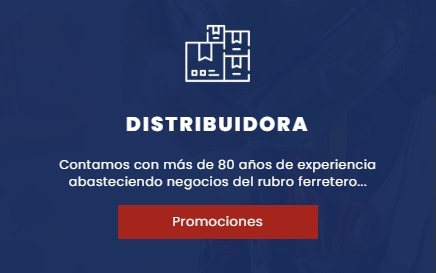 DISTRIBUIDORA
Contamos con más de 80 años de experiencia
abasteciendo negocios del rubro ferretero...
Promociones